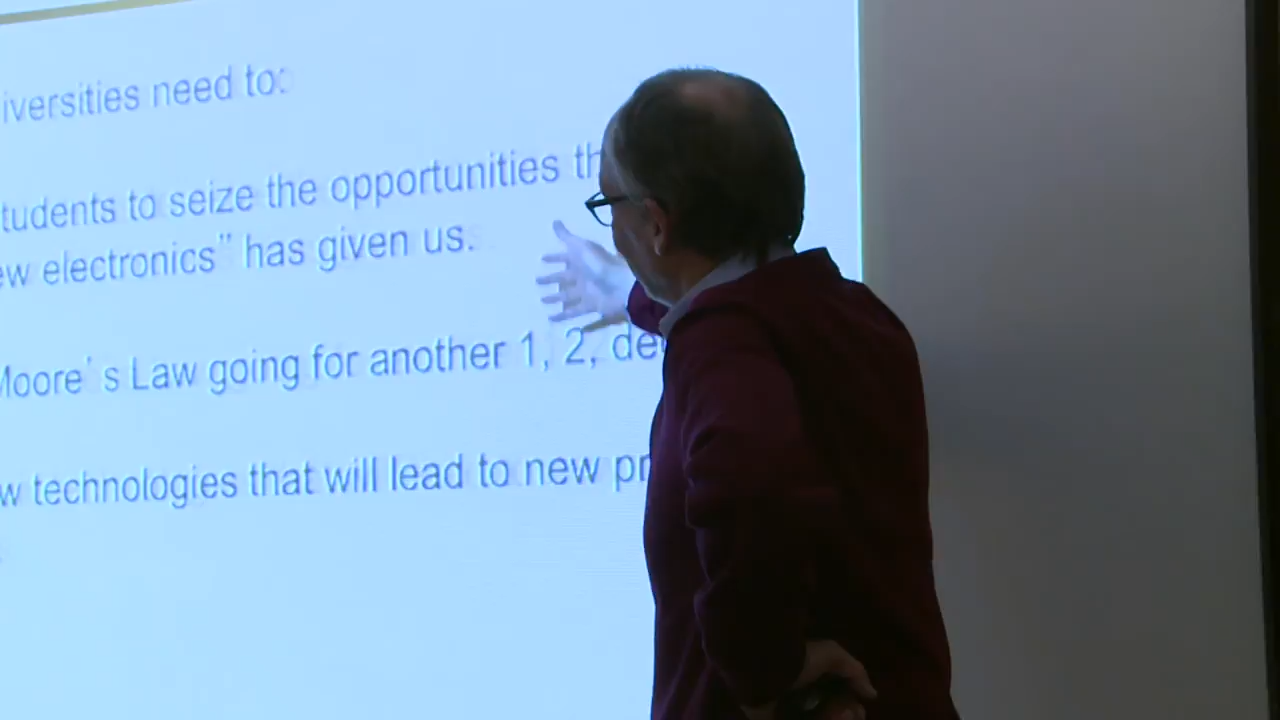 iversities need to:
tudents to seize the opportunities th
ew electronics" has given us.
Moore's Law going for another 1, 2, de
w technologies that will lead to new pr